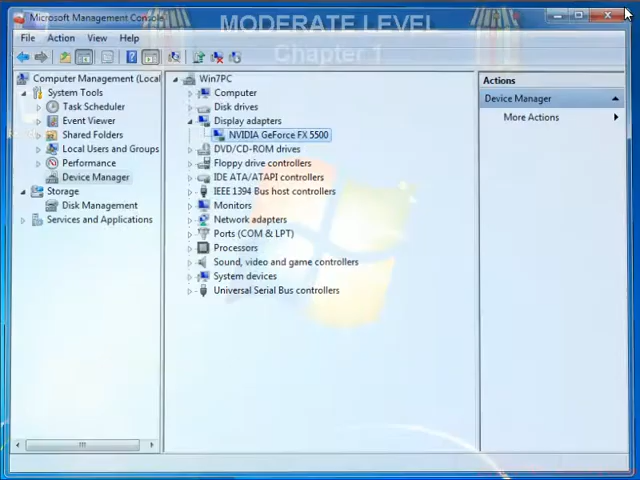 Microsoft Management Console
MODERATE LEVEL
Chapter 1
File Action View Help
Computer Management (Local
System Tools
Task Scheduler
Event Viewer
Shared Folders
Local Users and Groups
Performance
Device Manager
Storage
Disk Management
Services and Applications
Win7PC
Computer
Disk drives
Display adapters
NVIDIA GeForce FX 5500
DVD/CD-ROM drives
Floppy drive controllers
IDE ATA/ATAPI controllers
IEEE 1394 Bus host controllers
Monitors
Network adapters
Ports (COM & LPT)
Processors
Sound, video and game controllers
System devices
Universal Serial Bus controllers
Actions
Device Manager
More Actions